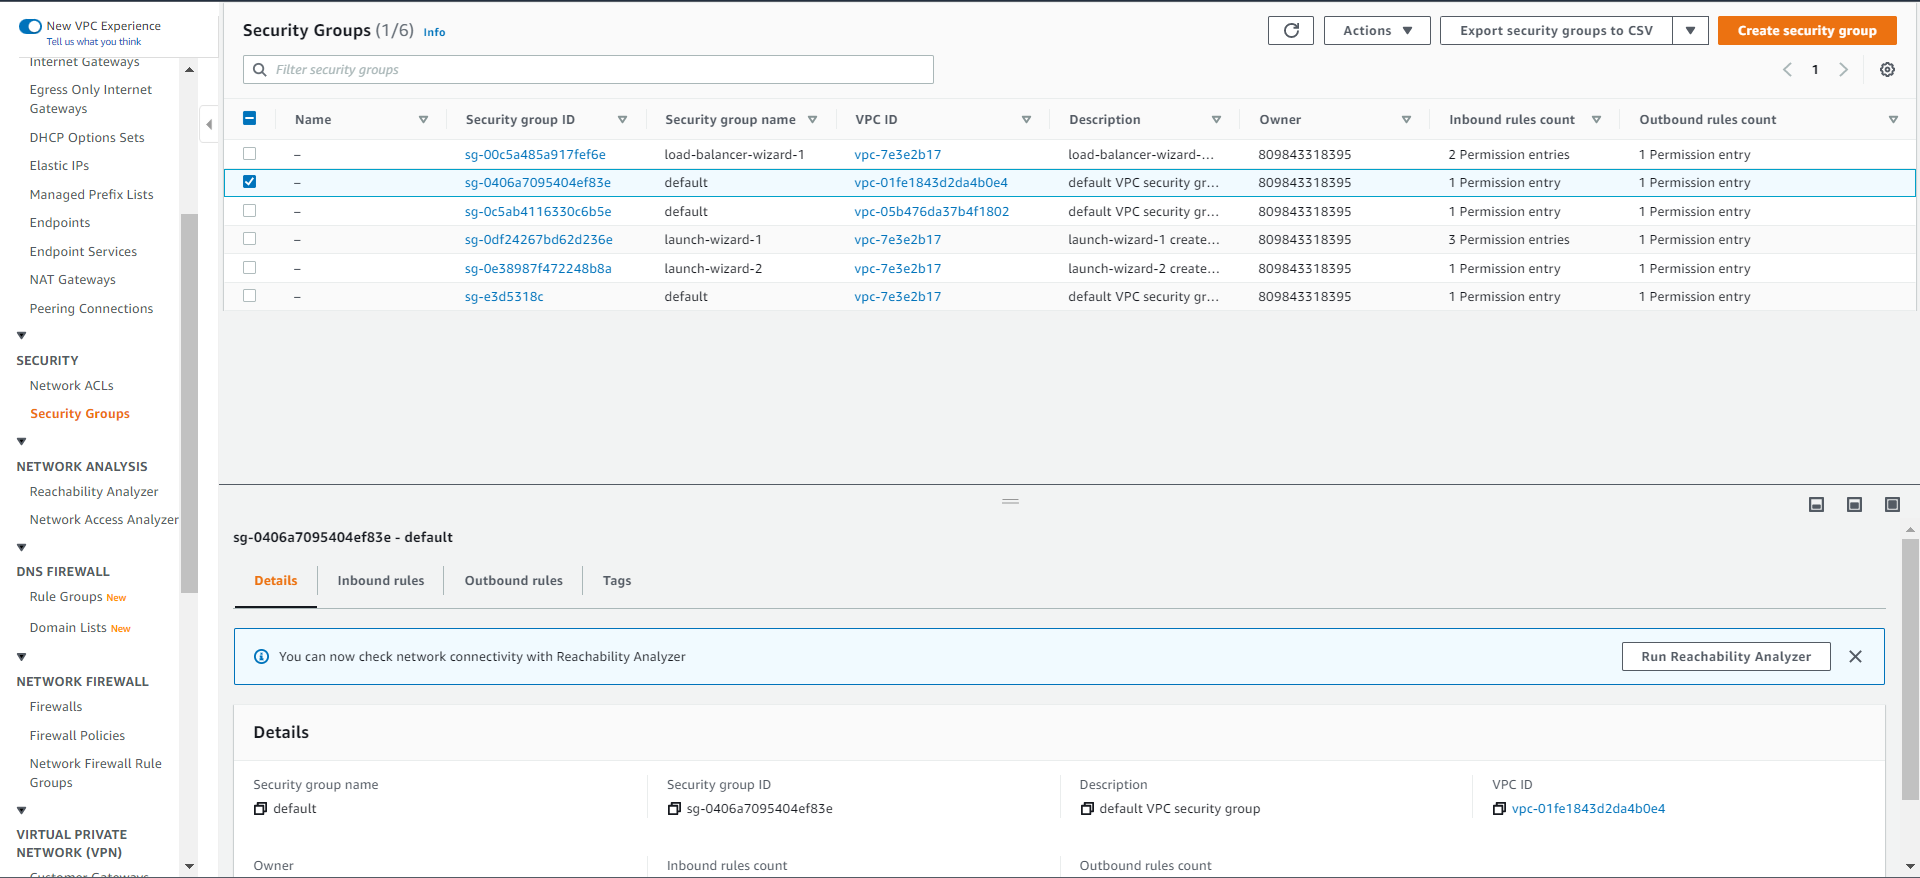 New VPC Experience
Tell us what you think
Internet Gateways
Egress Only Internet
Gateways
DHCP Options Sets
Elastic IPs
Managed Prefix Lists
Endpoints
Endpoint Services
NAT Gateways
Peering Connections
SECURITY
Network ACLs
Security Groups
NETWORK ANALYSIS
Reachability Analyzer
Network Access Analyzer
DNS FIREWALL
Rule Groups New
Domain Lists New
NETWORK FIREWALL
Firewalls
Firewall Policies
Network Firewall Rule
Groups
VIRTUAL PRIVATE
NETWORK (VPN)
Customer Gateways
Security Groups (1/6) Info
Actions
Export security groups to CSV
Create security group
Filter security groups
1
Name Security group ID Security group name VPC ID Description Owner Inbound rules count Outbound rules count
– sg-00c5a485a917fef6e load-balancer-wizard-1 vpc-7e3e2b17 load-balancer-wizard-... 809843318395 2 Permission entries 1 Permission entry
– sg-0406a7095404ef83e default vpc-01fe1843d2da4b0e4 default VPC security gr... 809843318395 1 Permission entry 1 Permission entry
– sg-0c5ab4116330c6b5e default vpc-05b476da37b4f1802 default VPC security gr... 809843318395 1 Permission entry 1 Permission entry
– sg-0df24267bd62d236e launch-wizard-1 vpc-7e3e2b17 launch-wizard-1 create... 809843318395 3 Permission entries 1 Permission entry
– sg-0e38987f472248b8a launch-wizard-2 vpc-7e3e2b17 launch-wizard-2 create... 809843318395 1 Permission entry 1 Permission entry
– sg-e3d5318c default vpc-7e3e2b17 default VPC security gr... 809843318395 1 Permission entry 1 Permission entry
sg-0406a7095404ef83e - default
Details Inbound rules Outbound rules Tags
You can now check network connectivity with Reachability Analyzer
Run Reachability Analyzer
Details
Security group name Security group ID Description VPC ID
default sg-0406a7095404ef83e default VPC security group vpc-01fe1843d2da4b0e4
Owner Inbound rules count Outbound rules count